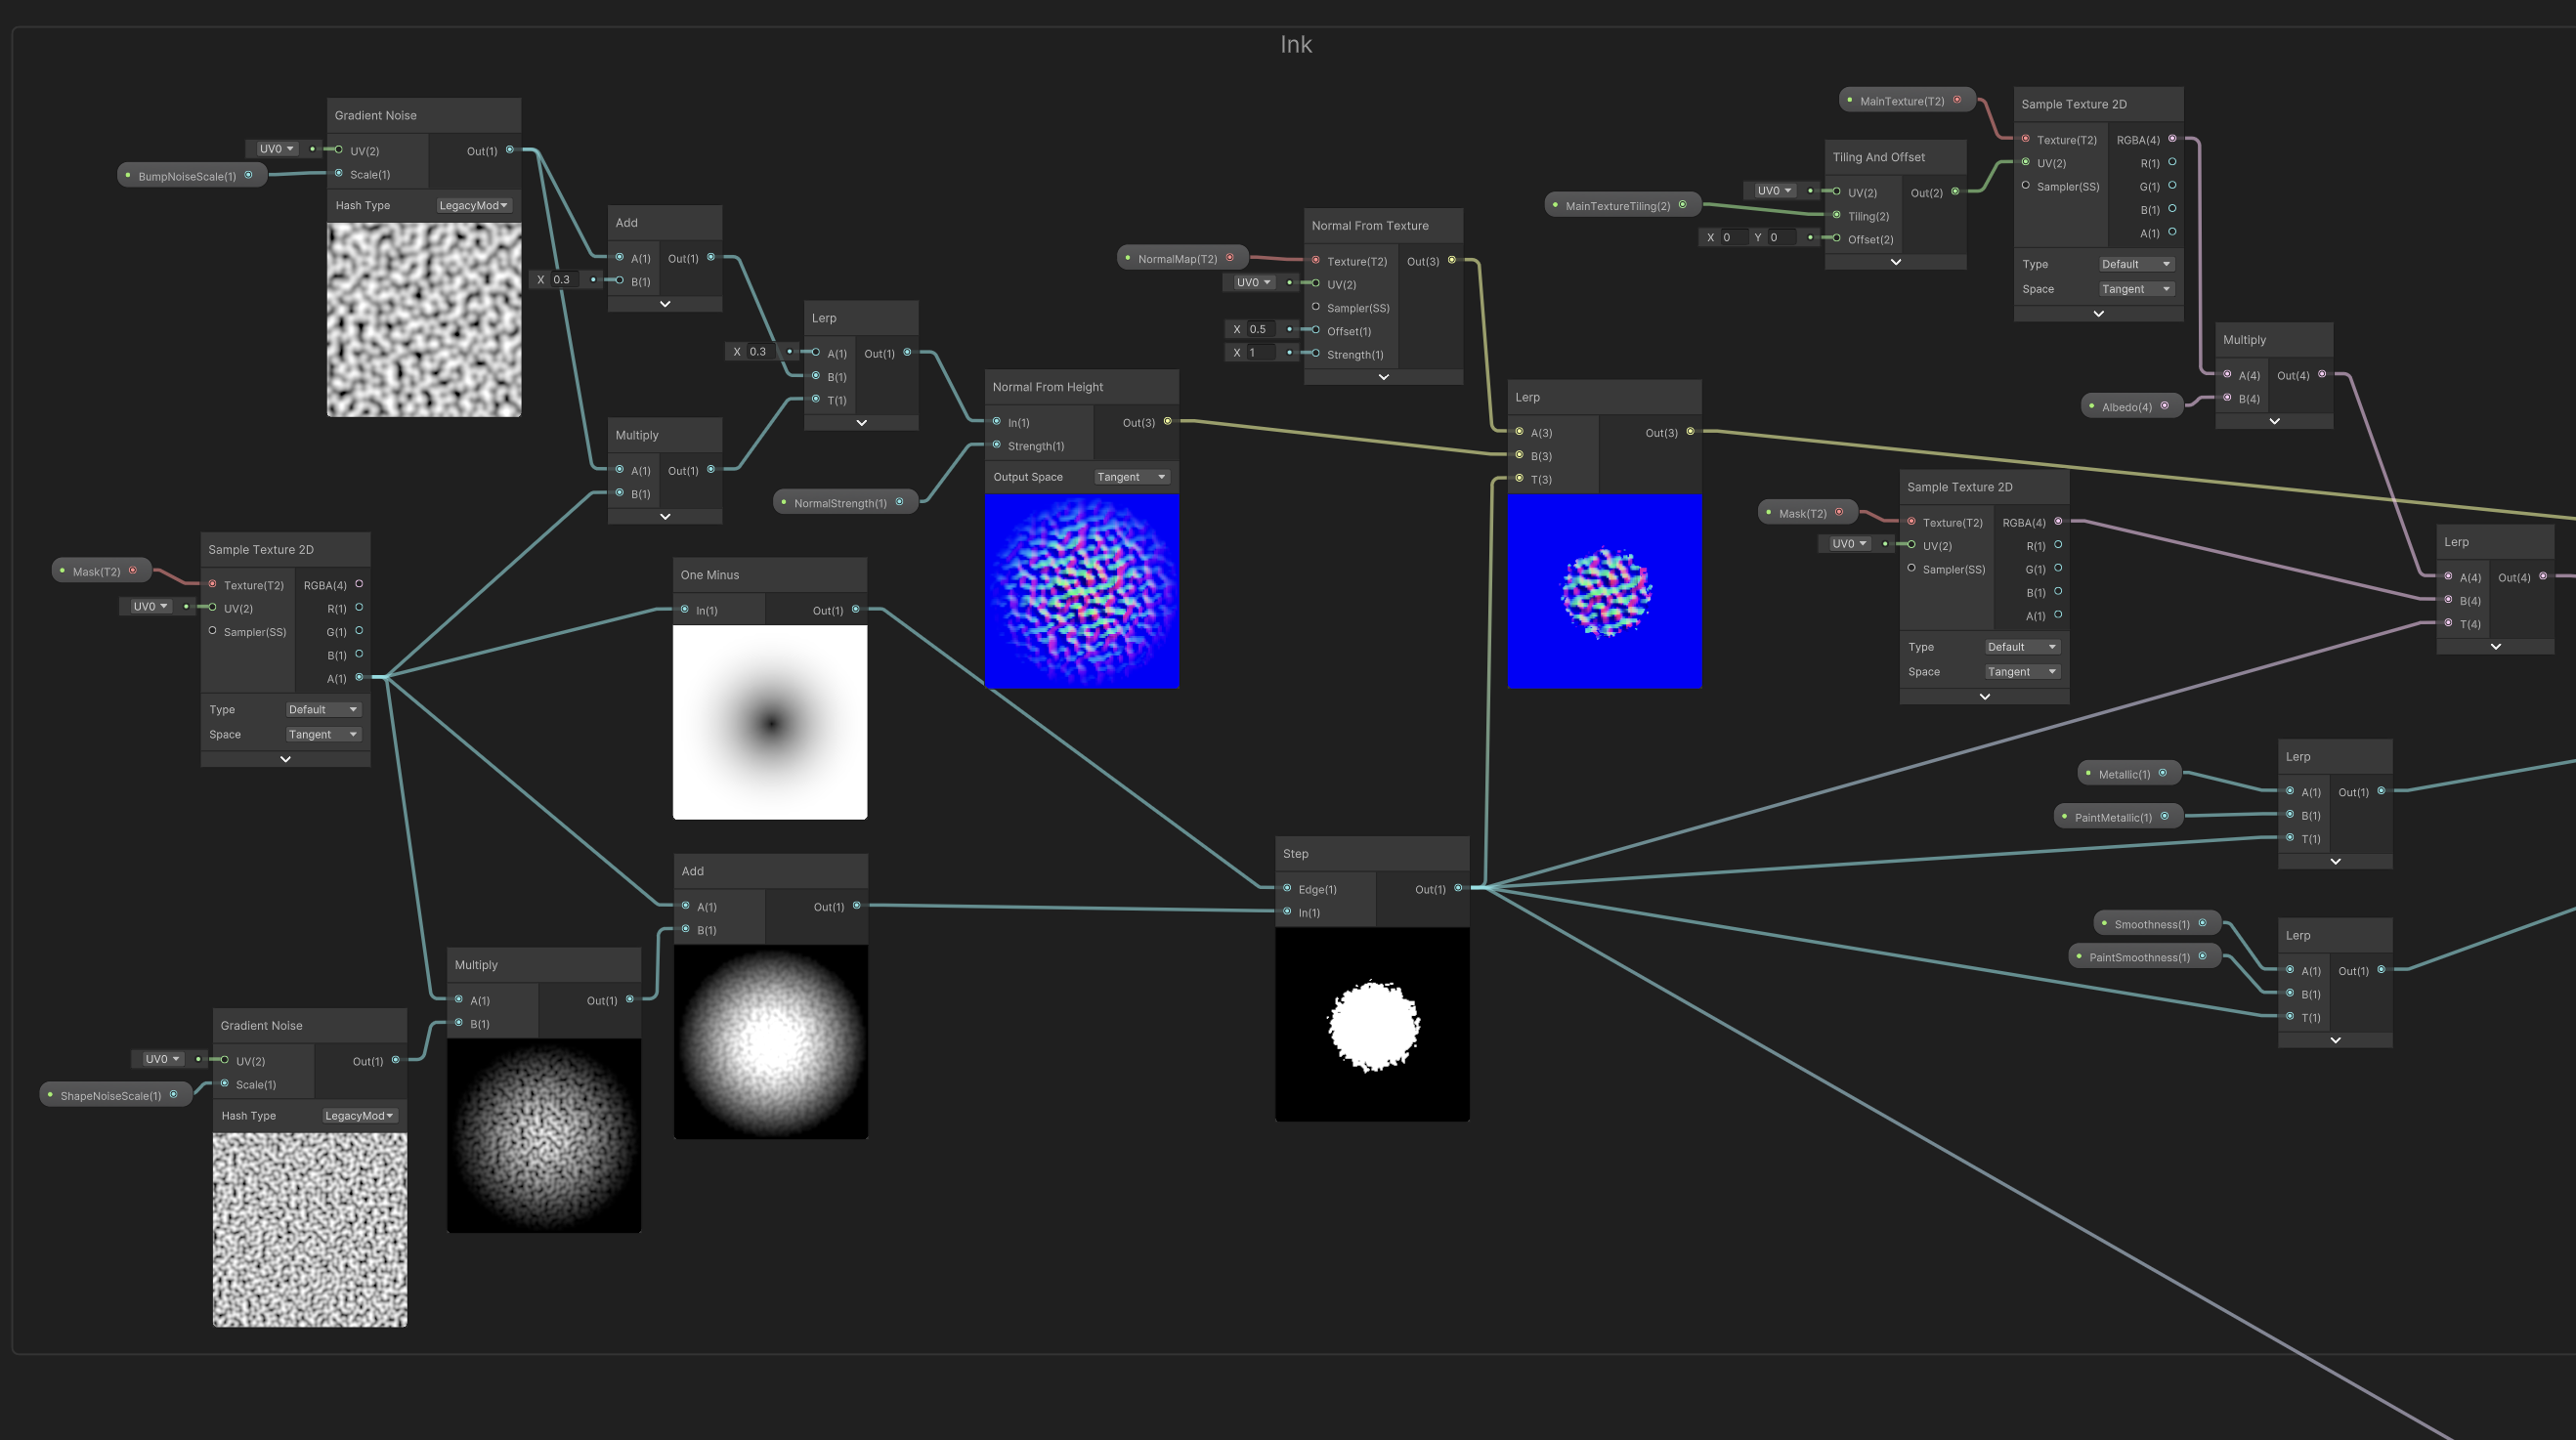 Ink
Gradient Noise
UV0
UV(2)
Out(1)
BumpNoiseScale(1)
Scale(1)
Hash Type
LegacyMod
Add
A(1)
Out(1)
X 0.3
B(1)
Lerp
X 0.3
A(1)
Out(1)
B(1)
T(1)
Multiply
A(1)
Out(1)
B(1)
Normal From Height
In(1)
Out(3)
Strength(1)
Output Space
Tangent
NormalStrength(1)
Sample Texture 2D
Mask(T2)
Texture(T2)
RGBA(4)
UV0
UV(2)
R(1)
Sampler(SS)
G(1)
B(1)
A(1)
Type
Default
Space
Tangent
One Minus
In(1)
Out(1)
Add
A(1)
Out(1)
B(1)
Multiply
A(1)
Out(1)
B(1)
Gradient Noise
UV0
UV(2)
Out(1)
ShapeNoiseScale(1)
Scale(1)
Hash Type
LegacyMod
Step
Edge(1)
Out(1)
In(1)
Normal From Texture
NormalMap(T2)
Texture(T2)
Out(3)
UV0
UV(2)
Sampler(SS)
X 0.5
Offset(1)
X 1
Strength(1)
Lerp
A(3)
Out(3)
B(3)
T(3)
MainTexture(T2)
Sample Texture 2D
Texture(T2)
RGBA(4)
UV(2)
R(1)
Sampler(SS)
G(1)
B(1)
A(1)
Type
Default
Space
Tangent
Tiling And Offset
UV0
UV(2)
Out(2)
MainTextureTiling(2)
Tiling(2)
X 0 Y 0
Offset(2)
Multiply
A(4)
Out(4)
Albedo(4)
B(4)
Sample Texture 2D
Mask(T2)
Texture(T2)
RGBA(4)
UV0
UV(2)
R(1)
Sampler(SS)
G(1)
B(1)
A(1)
Type
Default
Space
Tangent
Lerp
A(4)
Out(4)
B(4)
T(4)
Lerp
Metallic(1)
A(1)
Out(1)
PaintMetallic(1)
B(1)
T(1)
Lerp
Smoothness(1)
PaintSmoothness(1)
A(1)
Out(1)
B(1)
T(1)